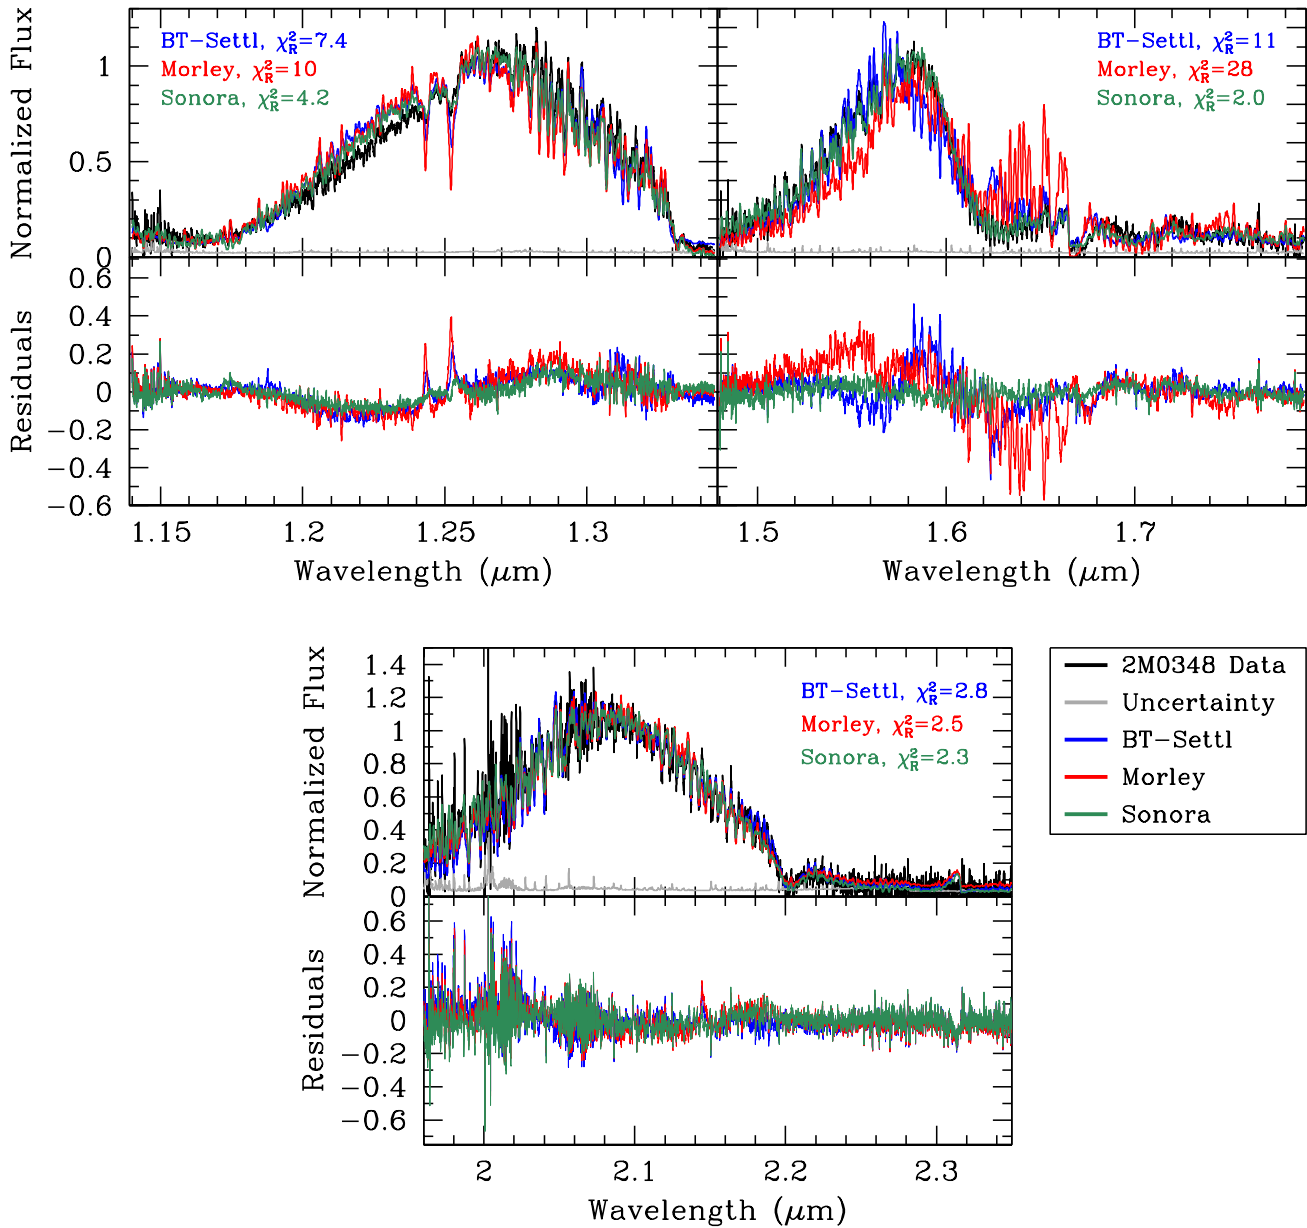 Normalized Flux
BT-Settl, χ²R=7.4
Morley, χ²R=10
Sonora, χ²R=4.2
1
0.5
0
BT-Settl, χ²R=11
Morley, χ²R=28
Sonora, χ²R=2.0
Residuals
0.6
0.4
0.2
0
−0.2
−0.4
−0.6
1.15
1.2
1.25
1.3
1.5
1.6
1.7
Wavelength (μm)
Wavelength (μm)
Normalized Flux
1.4
1.2
1
0.8
0.6
0.4
0.2
0
BT-Settl, χ²R=2.8
Morley, χ²R=2.5
Sonora, χ²R=2.3
2M0348 Data
Uncertainty
BT-Settl
Morley
Sonora
Residuals
0.6
0.4
0.2
0
−0.2
−0.4
−0.6
2
2.1
2.2
2.3
Wavelength (μm)